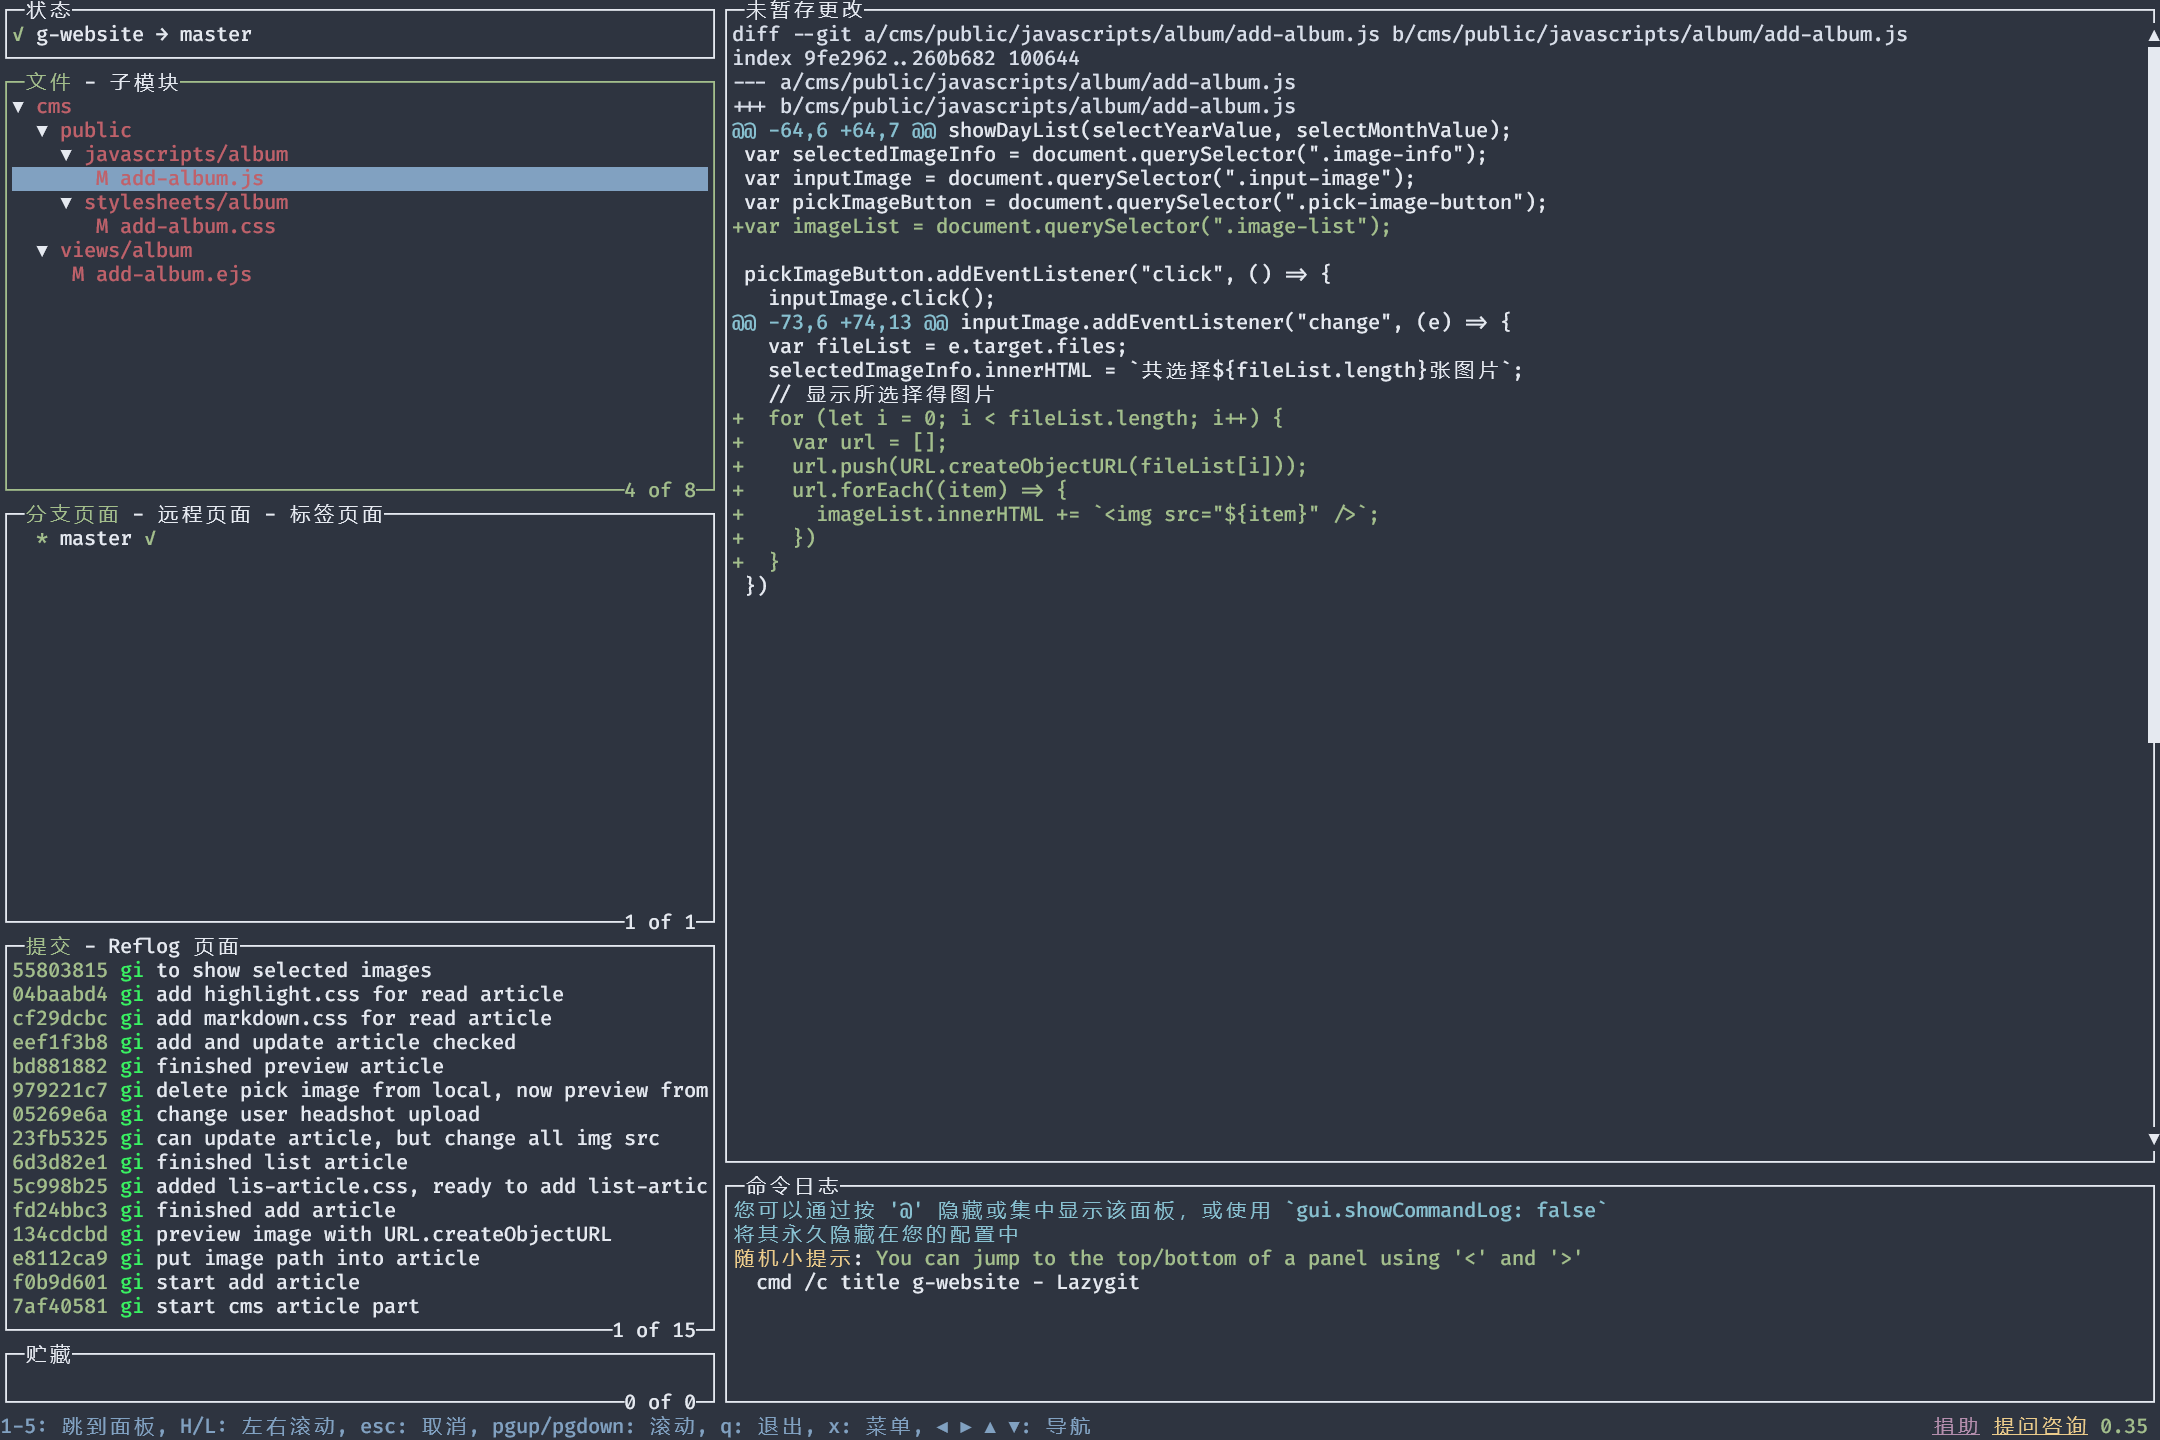 状态
√ g-website → master
文件 - 子模块
▼ cms
▼ public
▼ javascripts/album
M add-album.js
▼ stylesheets/album
M add-album.css
▼ views/album
M add-album.ejs
4 of 8
分支页面 - 远程页面 - 标签页面
* master √
1 of 1
提交 - Reflog 页面
55803815 gi to show selected images
04baabd4 gi add highlight.css for read article
cf29dcbc gi add markdown.css for read article
eef1f3b8 gi add and update article checked
bd881882 gi finished preview article
979221c7 gi delete pick image from local, now preview from
05269e6a gi change user headshot upload
23fb5325 gi can update article, but change all img src
6d3d82e1 gi finished list article
5c998b25 gi added lis-article.css, ready to add list-artic
fd24bbc3 gi finished add article
134cdcbd gi preview image with URL.createObjectURL
e8112ca9 gi put image path into article
f0b9d601 gi start add article
7af40581 gi start cms article part
1 of 15
贮藏
0 of 0
未暂存更改
diff --git a/cms/public/javascripts/album/add-album.js b/cms/public/javascripts/album/add-album.js
index 9fe2962..260b682 100644
--- a/cms/public/javascripts/album/add-album.js
+++ b/cms/public/javascripts/album/add-album.js
@@ -64,6 +64,7 @@ showDayList(selectYearValue, selectMonthValue);
 var selectedImageInfo = document.querySelector(".image-info");
 var inputImage = document.querySelector(".input-image");
 var pickImageButton = document.querySelector(".pick-image-button");
+var imageList = document.querySelector(".image-list");
 pickImageButton.addEventListener("click", () => {
   inputImage.click();
@@ -73,6 +74,13 @@ inputImage.addEventListener("change", (e) => {
   var fileList = e.target.files;
   selectedImageInfo.innerHTML = `共选择${fileList.length}张图片`;
   // 显示所选择得图片
+  for (let i = 0; i < fileList.length; i++) {
+    var url = [];
+    url.push(URL.createObjectURL(fileList[i]));
+    url.forEach((item) => {
+      imageList.innerHTML += `<img src="${item}" />`;
+    })
+  }
 })
命令日志
您可以通过按 '@' 隐藏或集中显示该面板, 或使用 `gui.showCommandLog: false`
将其永久隐藏在您的配置中
随机小提示: You can jump to the top/bottom of a panel using '<' and '>'
cmd /c title g-website - Lazygit
1-5: 跳到面板, H/L: 左右滚动, esc: 取消, pgup/pgdown: 滚动, q: 退出, x: 菜单, ◄ ► ▲ ▼: 导航
捐助 提问咨询 0.35